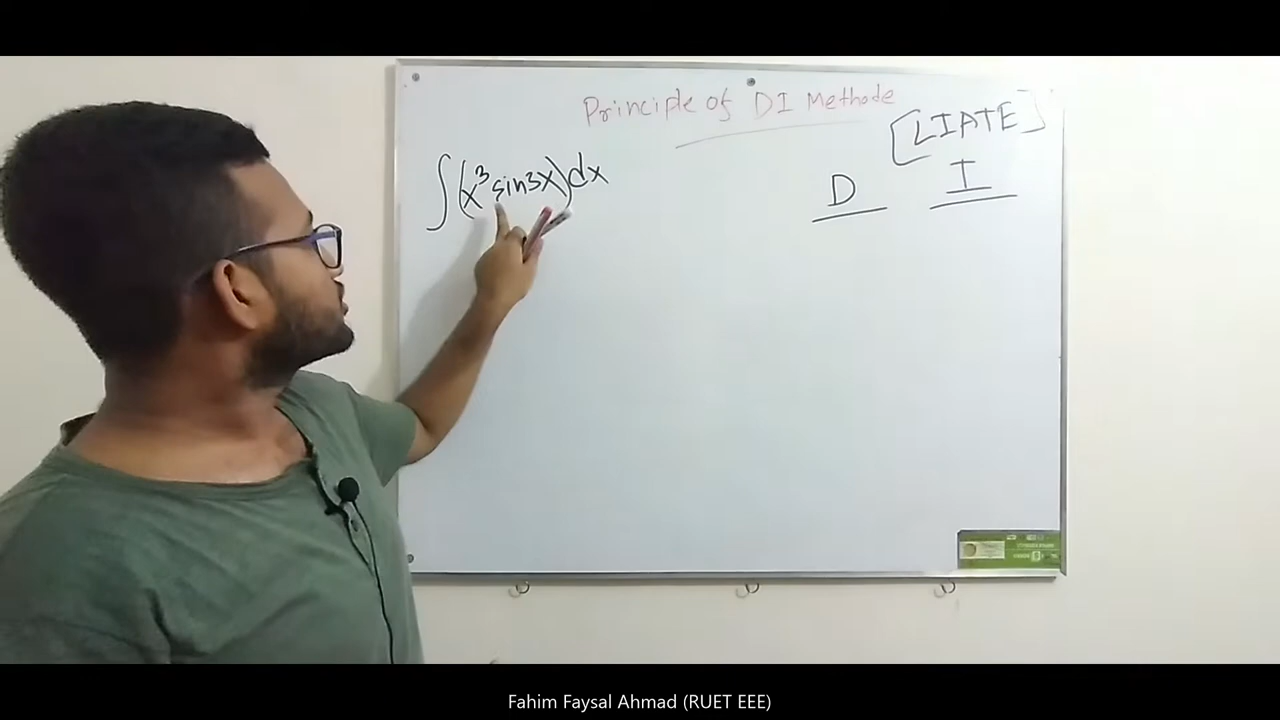 Principle of DI Methode
[LIATE]
∫(x³sin3x)dx
D I
Fahim Faysal Ahmad (RUET EEE)